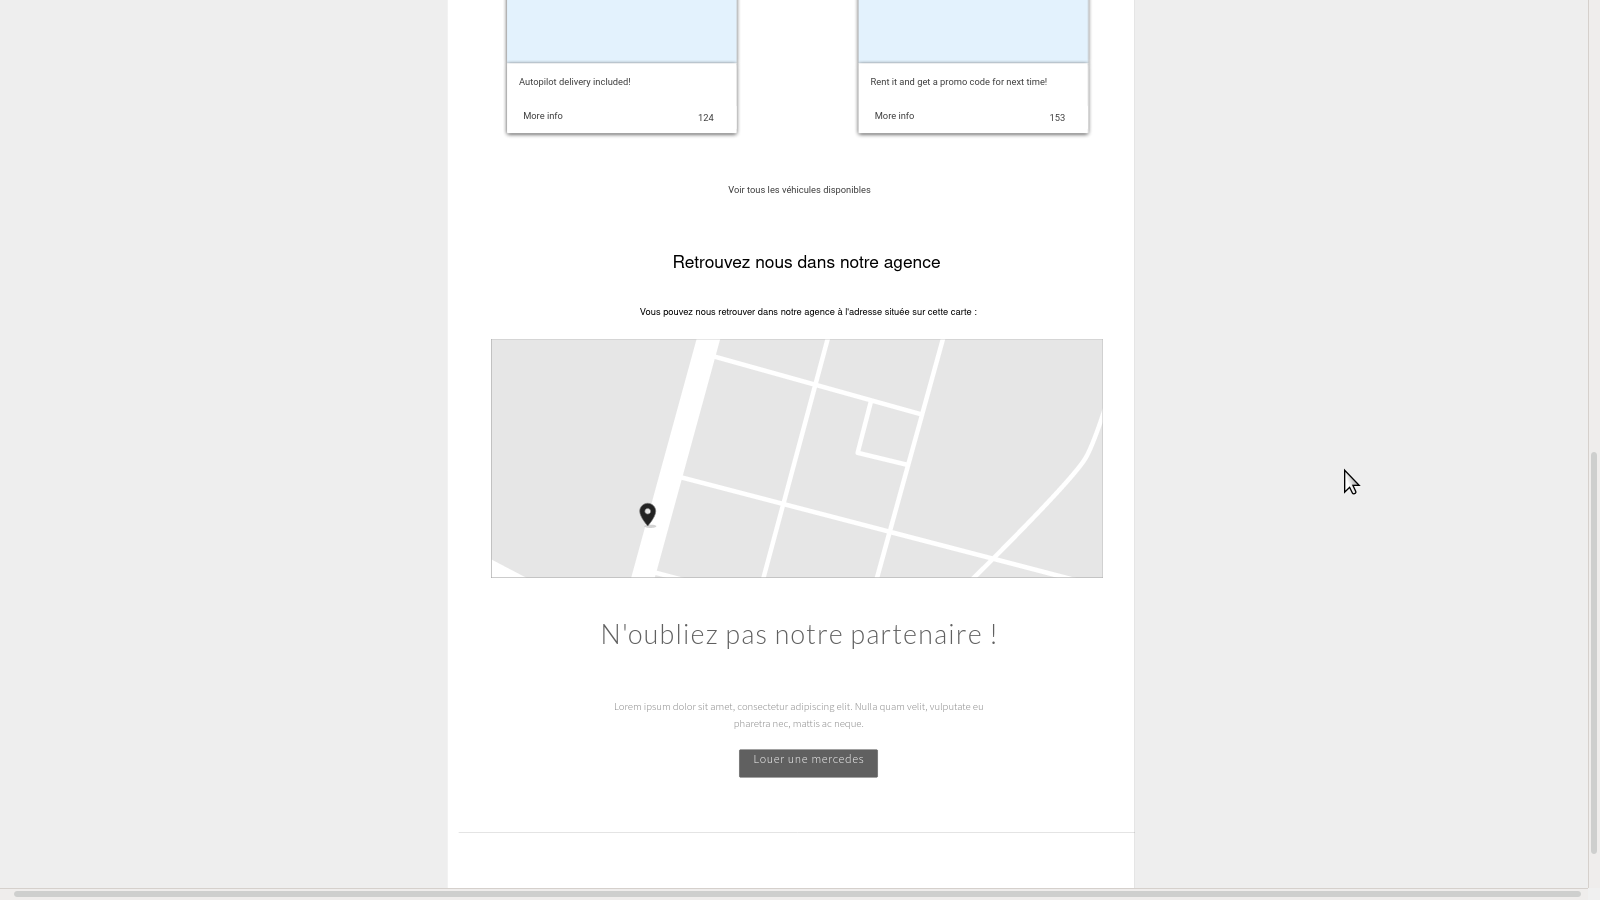 Autopilot delivery included!
Rent it and get a promo code for next time!
More info
124
More info
153
Voir tous les véhicules disponibles
Retrouvez nous dans notre agence
Vous pouvez nous retrouver dans notre agence à l'adresse située sur cette carte :
N'oubliez pas notre partenaire !
Lorem ipsum dolor sit amet, consectetur adipiscing elit. Nulla quam velit, vulputate eu
pharetra nec, mattis ac neque.
Louer une mercedes